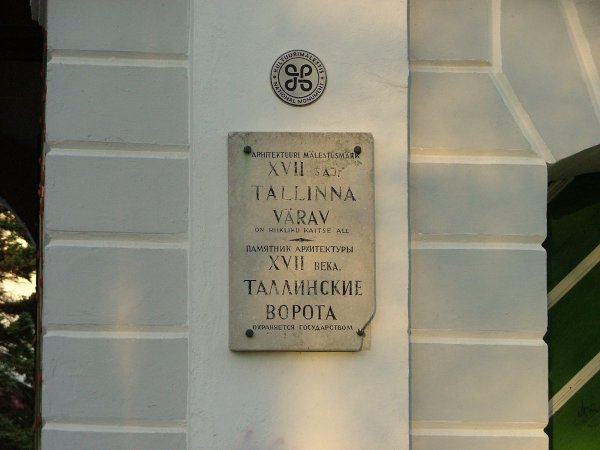 KULTUURIMÄLESTIS
NATIONAL MONUMENT
ARHITEKTUURI MÄLESTUSMÄRK
XVII SAJ.
TALLINNA
VÄRAV
ON RIIKLIKU KAITSE ALL
ПАМЯТНИК АРХИТЕКТУРЫ
XVII ВЕКА.
ТАЛЛИНСКИЕ
ВОРОТА
ОХРАНЯЕТСЯ ГОСУДАРСТВОМ